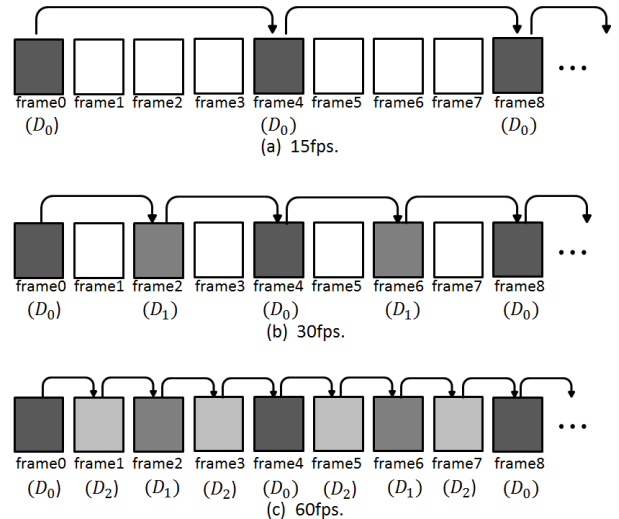 frame0 frame1 frame2 frame3 frame4 frame5 frame6 frame7 frame8 •••
(D₀) (D₀) (D₀)
(a) 15fps.
frame0 frame1 frame2 frame3 frame4 frame5 frame6 frame7 frame8 •••
(D₀) (D₁) (D₀) (D₁) (D₀)
(b) 30fps.
frame0 frame1 frame2 frame3 frame4 frame5 frame6 frame7 frame8 •••
(D₀) (D₂) (D₁) (D₂) (D₀) (D₂) (D₁) (D₂) (D₀)
(c) 60fps.